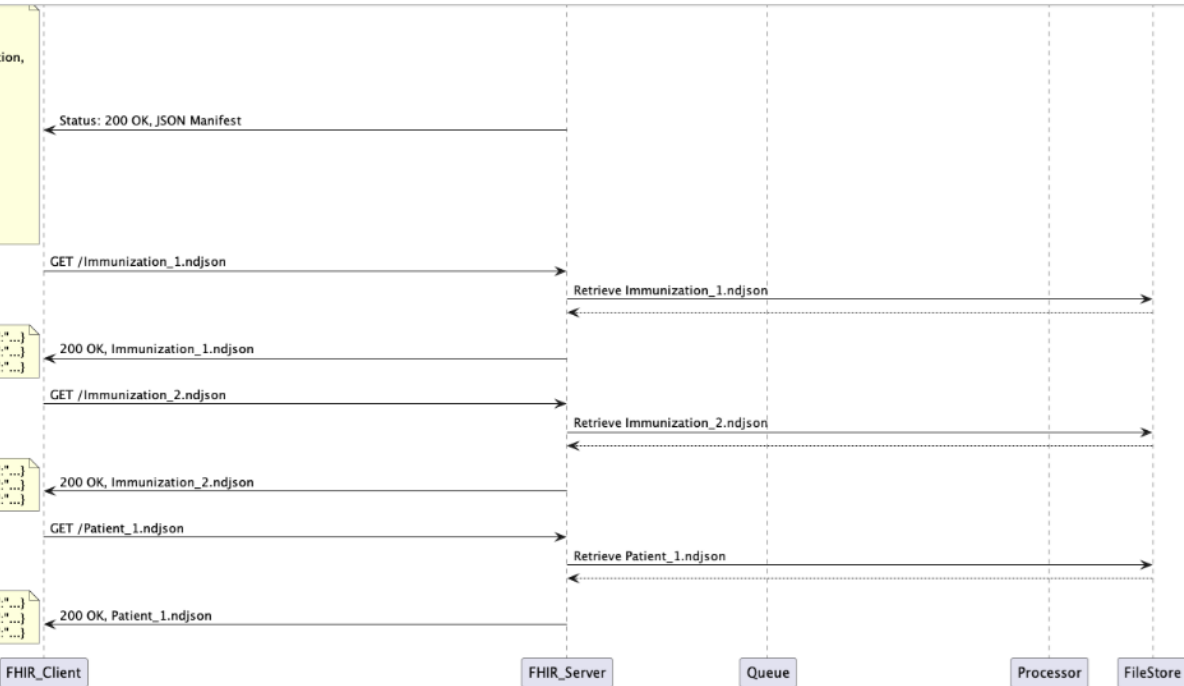 Status: 200 OK, JSON Manifest
GET /Immunization_1.ndjson
Retrieve Immunization_1.ndjson
:"...}
:"...}
:"...}
200 OK, Immunization_1.ndjson
GET /Immunization_2.ndjson
Retrieve Immunization_2.ndjson
:"...}
:"...}
:"...}
200 OK, Immunization_2.ndjson
GET /Patient_1.ndjson
Retrieve Patient_1.ndjson
:"...}
:"...}
:"...}
200 OK, Patient_1.ndjson
FHIR_Client FHIR_Server Queue Processor FileStore